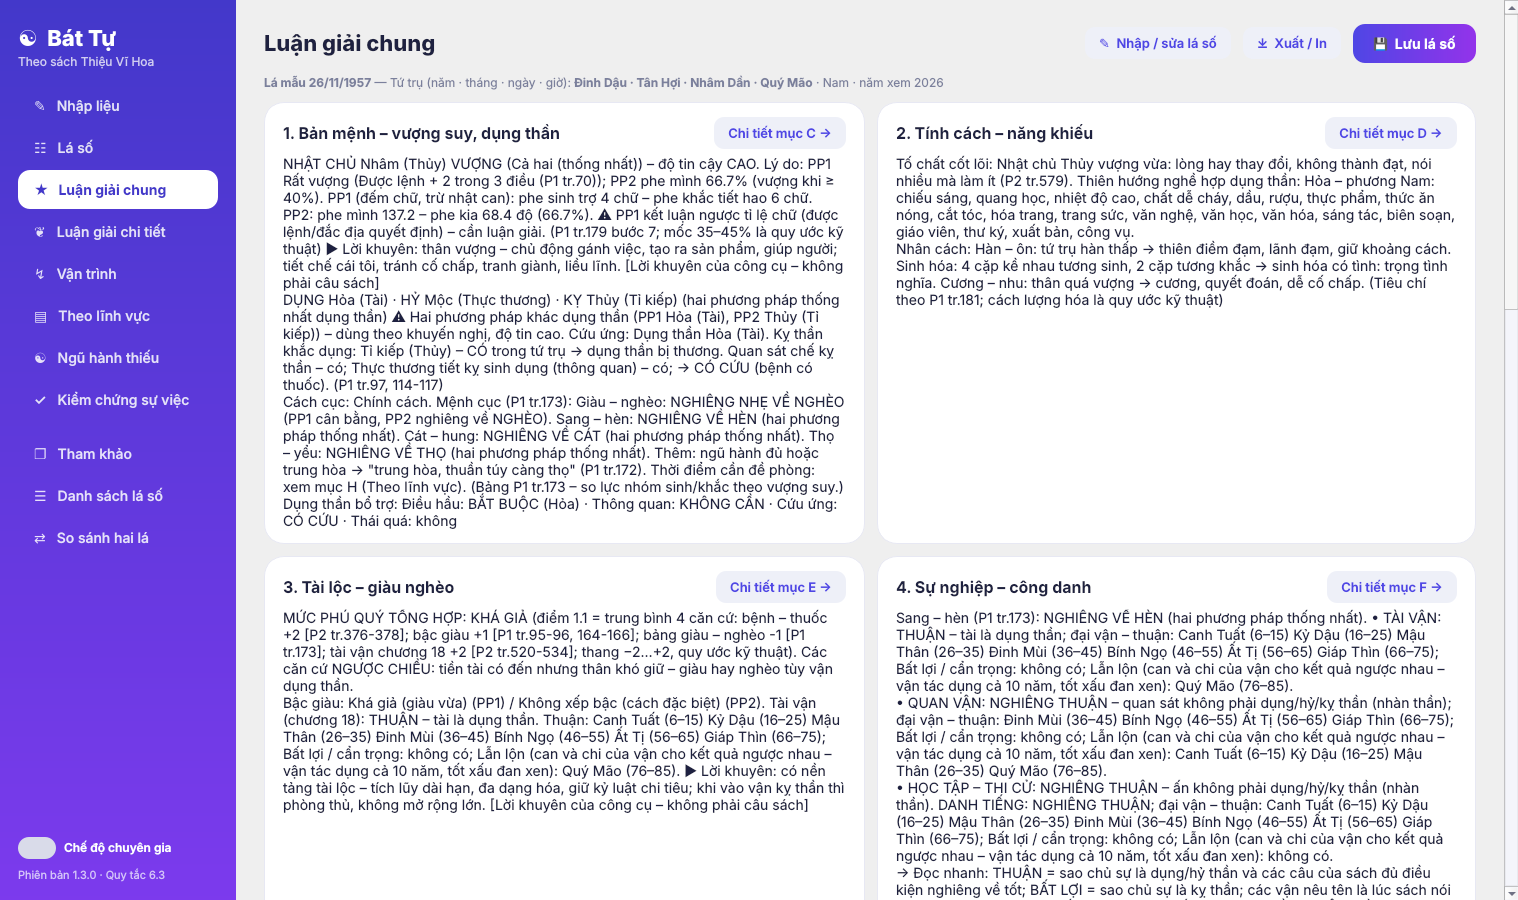 Bát Tự
Theo sách Thiệu Vĩ Hoa
Nhập liệu
Lá số
Luận giải chung
Luận giải chi tiết
Vận trình
Theo lĩnh vực
Ngũ hành thiếu
Kiểm chứng sự việc
Tham khảo
Danh sách lá số
So sánh hai lá
Chế độ chuyên gia
Phiên bản 1.3.0 · Quy tắc 6.3
Luận giải chung
Nhập / sửa lá số
Xuất / In
Lưu lá số
Lá mẫu 26/11/1957 — Tứ trụ (năm · tháng · ngày · giờ): Đinh Dậu · Tân Hợi · Nhâm Dần · Quý Mão · Nam · năm xem 2026
1. Bản mệnh – vượng suy, dụng thần
Chi tiết mục C →
NHẬT CHỦ Nhâm (Thủy) VƯỢNG (Cả hai (thống nhất)) – độ tin cậy CAO. Lý do: PP1
Rất vượng (Được lệnh + 2 trong 3 điều (P1 tr.70)); PP2 phe mình 66.7% (vượng khi ≥
40%). PP1 (đếm chữ, trừ nhật can): phe sinh trợ 4 chữ – phe khắc tiết hao 6 chữ.
PP2: phe mình 137.2 – phe kia 68.4 độ (66.7%). ⚠ PP1 kết luận ngược tỉ lệ chữ (được
lệnh/đắc địa quyết định) – cần luận giải. (P1 tr.179 bước 7; mốc 35–45% là quy ước kỹ
thuật) ▶ Lời khuyên: thân vượng – chủ động gánh việc, tạo ra sản phẩm, giúp người;
tiết chế cái tôi, tránh cố chấp, tranh giành, liều lĩnh. [Lời khuyên của công cụ – không
phải câu sách]
DỤNG Hỏa (Tài) · HỶ Mộc (Thực thương) · KỴ Thủy (Tỉ kiếp) (hai phương pháp thống
nhất dụng thần) ⚠ Hai phương pháp khác dụng thần (PP1 Hỏa (Tài), PP2 Thủy (Tỉ
kiếp)) – dùng theo khuyến nghị, độ tin cao. Cứu ứng: Dụng thần Hỏa (Tài). Kỵ thần
khắc dụng: Tỉ kiếp (Thủy) – CÓ trong tứ trụ → dụng thần bị thương. Quan sát chế kỵ
thần – có; Thực thương tiết kỵ sinh dụng (thông quan) – có; → CÓ CỨU (bệnh có
thuốc). (P1 tr.97, 114-117)
Cách cục: Chính cách. Mệnh cục (P1 tr.173): Giàu – nghèo: NGHIÊNG NHẸ VỀ NGHÈO
(PP1 cân bằng, PP2 nghiêng về NGHÈO). Sang – hèn: NGHIÊNG VỀ HÈN (hai phương
pháp thống nhất). Cát – hung: NGHIÊNG VỀ CÁT (hai phương pháp thống nhất). Thọ
– yểu: NGHIÊNG VỀ THỌ (hai phương pháp thống nhất). Thêm: ngũ hành đủ hoặc
trung hòa → "trung hòa, thuần túy càng thọ" (P1 tr.172). Thời điểm cần đề phòng:
xem mục H (Theo lĩnh vực). (Bảng P1 tr.173 – so lực nhóm sinh/khắc theo vượng suy.)
Dụng thần bổ trợ: Điều hầu: BẮT BUỘC (Hỏa) · Thông quan: KHÔNG CẦN · Cứu ứng:
CÓ CỨU · Thái quá: không
2. Tính cách – năng khiếu
Chi tiết mục D →
Tố chất cốt lõi: Nhật chủ Thủy vượng vừa: lòng hay thay đổi, không thành đạt, nói
nhiều mà làm ít (P2 tr.579). Thiên hướng nghề hợp dụng thần: Hỏa – phương Nam:
chiếu sáng, quang học, nhiệt độ cao, chất dễ cháy, dầu, rượu, thực phẩm, thức ăn
nóng, cắt tóc, hóa trang, trang sức, văn nghệ, văn học, văn hóa, sáng tác, biên soạn,
giáo viên, thư ký, xuất bản, công vụ.
Nhân cách: Hàn – ôn: tứ trụ hàn thấp → thiên điềm đạm, lãnh đạm, giữ khoảng cách.
Sinh hóa: 4 cặp kề nhau tương sinh, 2 cặp tương khắc → sinh hóa có tình: trọng tình
nghĩa. Cương – nhu: thân quá vượng → cương, quyết đoán, dễ cố chấp. (Tiêu chí
theo P1 tr.181; cách lượng hóa là quy ước kỹ thuật)
3. Tài lộc – giàu nghèo
Chi tiết mục E →
MỨC PHÚ QUÝ TỔNG HỢP: KHÁ GIẢ (điểm 1.1 = trung bình 4 căn cứ: bệnh – thuốc
+2 [P2 tr.376-378]; bậc giàu +1 [P1 tr.95-96, 164-166]; bảng giàu – nghèo -1 [P1
tr.173]; tài vận chương 18 +2 [P2 tr.520-534]; thang −2…+2, quy ước kỹ thuật). Các
căn cứ NGƯỢC CHIỀU: tiền tài có đến nhưng thân khó giữ – giàu hay nghèo tùy vận
dụng thần.
Bậc giàu: Khá giả (giàu vừa) (PP1) / Không xếp bậc (cách đặc biệt) (PP2). Tài vận
(chương 18): THUẬN – tài là dụng thần. Thuận: Canh Tuất (6–15) Kỷ Dậu (16–25) Mậu
Thân (26–35) Đinh Mùi (36–45) Bính Ngọ (46–55) Ất Tị (56–65) Giáp Thìn (66–75);
Bất lợi / cẩn trọng: không có; Lẫn lộn (can và chi của vận cho kết quả ngược nhau –
vận tác dụng cả 10 năm, tốt xấu đan xen): Quý Mão (76–85). ▶ Lời khuyên: có nền
tảng tài lộc – tích lũy dài hạn, đa dạng hóa, giữ kỷ luật chi tiêu; khi vào vận kỵ thần thì
phòng thủ, không mở rộng lớn. [Lời khuyên của công cụ – không phải câu sách]
4. Sự nghiệp – công danh
Chi tiết mục F →
Sang – hèn (P1 tr.173): NGHIÊNG VỀ HÈN (hai phương pháp thống nhất). • TÀI VẬN:
THUẬN – tài là dụng thần; đại vận – thuận: Canh Tuất (6–15) Kỷ Dậu (16–25) Mậu
Thân (26–35) Đinh Mùi (36–45) Bính Ngọ (46–55) Ất Tị (56–65) Giáp Thìn (66–75);
Bất lợi / cẩn trọng: không có; Lẫn lộn (can và chi của vận cho kết quả ngược nhau –
vận tác dụng cả 10 năm, tốt xấu đan xen): Quý Mão (76–85).
• QUAN VẬN: NGHIÊNG THUẬN – quan sát không phải dụng/hỷ/kỵ thần (nhàn thần);
đại vận – thuận: Đinh Mùi (36–45) Bính Ngọ (46–55) Ất Tị (56–65) Giáp Thìn (66–75);
Bất lợi / cẩn trọng: không có; Lẫn lộn (can và chi của vận cho kết quả ngược nhau –
vận tác dụng cả 10 năm, tốt xấu đan xen): Canh Tuất (6–15) Kỷ Dậu (16–25) Mậu
Thân (26–35) Quý Mão (76–85).
• HỌC TẬP – THI CỬ: NGHIÊNG THUẬN – ấn không phải dụng/hỷ/kỵ thần (nhàn
thần). DANH TIẾNG: NGHIÊNG THUẬN; đại vận – thuận: Canh Tuất (6–15) Kỷ Dậu
(16–25) Mậu Thân (26–35) Đinh Mùi (36–45) Bính Ngọ (46–55) Ất Tị (56–65) Giáp
Thìn (66–75); Bất lợi / cẩn trọng: không có; Lẫn lộn (can và chi của vận cho kết quả
ngược nhau – vận tác dụng cả 10 năm, tốt xấu đan xen): không có.
→ Đọc nhanh: THUẬN = sao chủ sự là dụng/hỷ thần và các câu của sách đủ điều
kiện nghiêng về tốt; BẤT LỢI = sao chủ sự là kỵ thần; các vận nêu tên là lúc sách nói